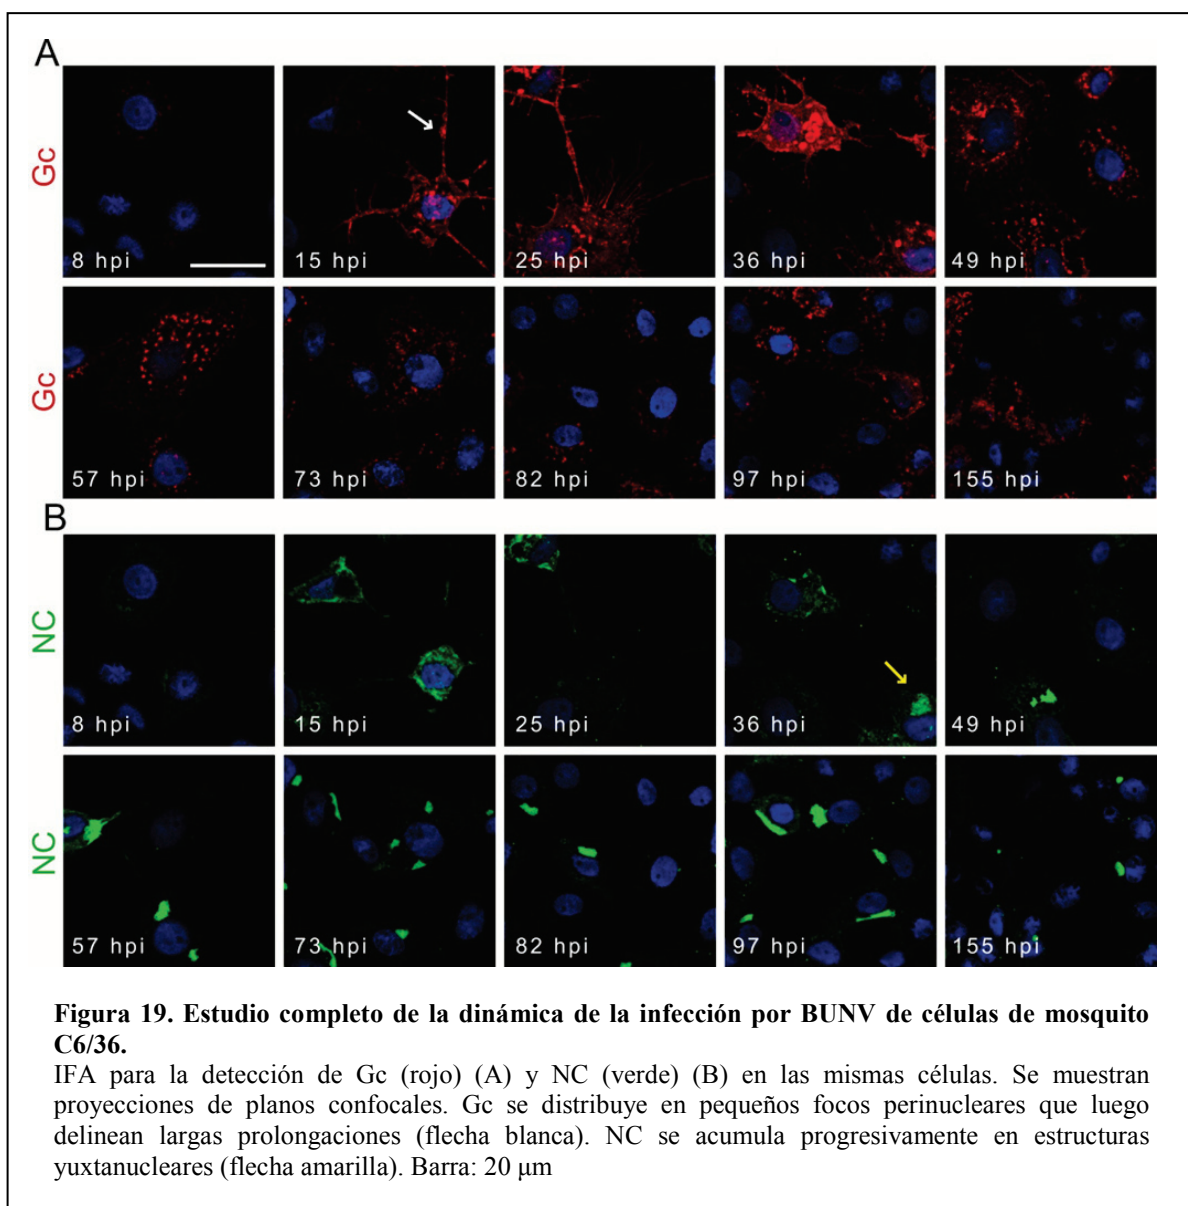 A
Gc
8 hpi
15 hpi
25 hpi
36 hpi
49 hpi
Gc
57 hpi
73 hpi
82 hpi
97 hpi
155 hpi
B
NC
8 hpi
15 hpi
25 hpi
36 hpi
49 hpi
NC
57 hpi
73 hpi
82 hpi
97 hpi
155 hpi
Figura 19. Estudio completo de la dinámica de la infección por BUNV de células de mosquito
C6/36.
IFA para la detección de Gc (rojo) (A) y NC (verde) (B) en las mismas células. Se muestran
proyecciones de planos confocales. Gc se distribuye en pequeños focos perinucleares que luego
delinean largas prolongaciones (flecha blanca). NC se acumula progresivamente en estructuras
yuxtanucleares (flecha amarilla). Barra: 20 μm